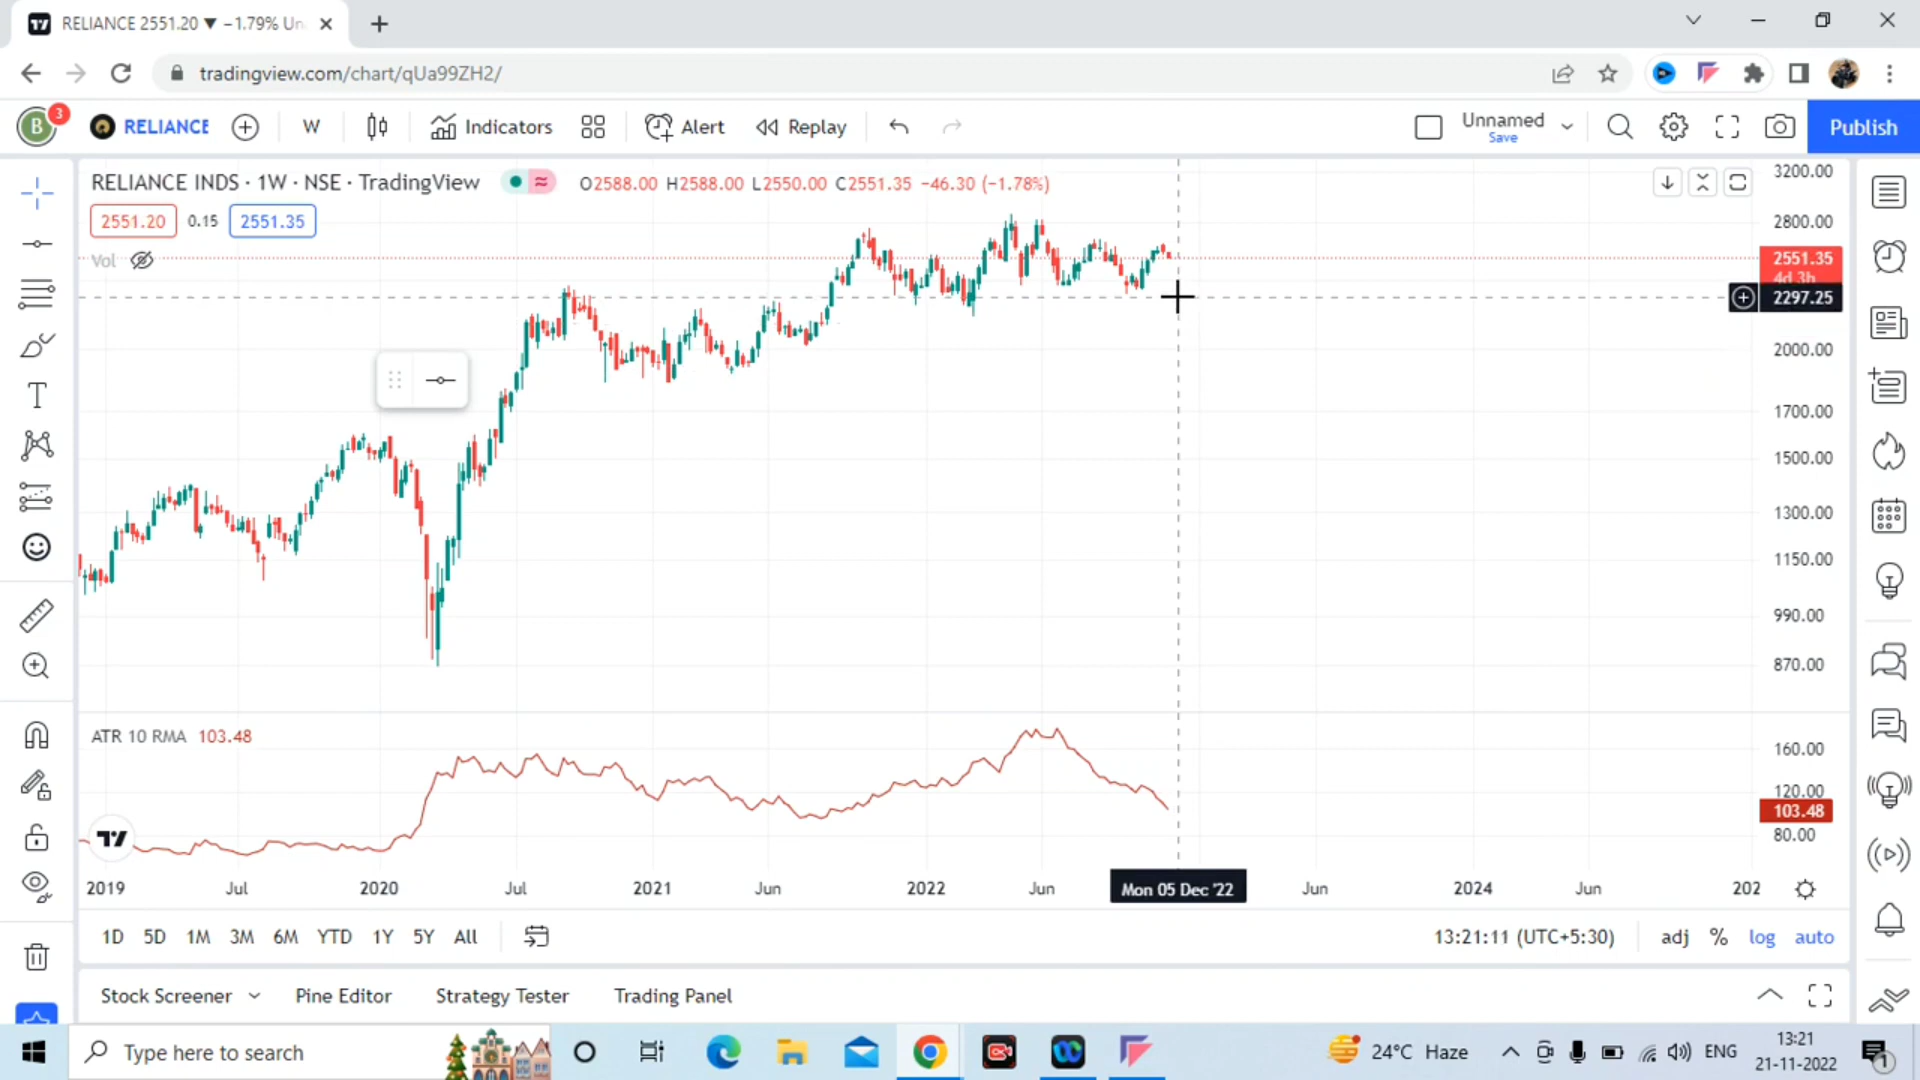 RELIANCE 2551.20 ▼ −1.79% Un
tradingview.com/chart/qUa99ZH2/
B
3
RELIANCE
W
Indicators
Alert
Replay
Unnamed
Save
Publish
RELIANCE INDS · 1W · NSE · TradingView
O2588.00 H2588.00 L2550.00 C2551.35 −46.30 (−1.78%)
2551.20
0.15
2551.35
Vol
3200.00
2800.00
2551.35
4d 3h
2297.25
2000.00
1700.00
1500.00
1300.00
1150.00
990.00
870.00
ATR 10 RMA 103.48
160.00
120.00
103.48
80.00
2019
Jul
2020
Jul
2021
Jun
2022
Jun
Mon 05 Dec '22
Jun
2024
Jun
202
1D 5D 1M 3M 6M YTD 1Y 5Y All
13:21:11 (UTC+5:30)
adj % log auto
Stock Screener
Pine Editor
Strategy Tester
Trading Panel
Type here to search
24°C Haze
ENG
13:21
21-11-2022
1